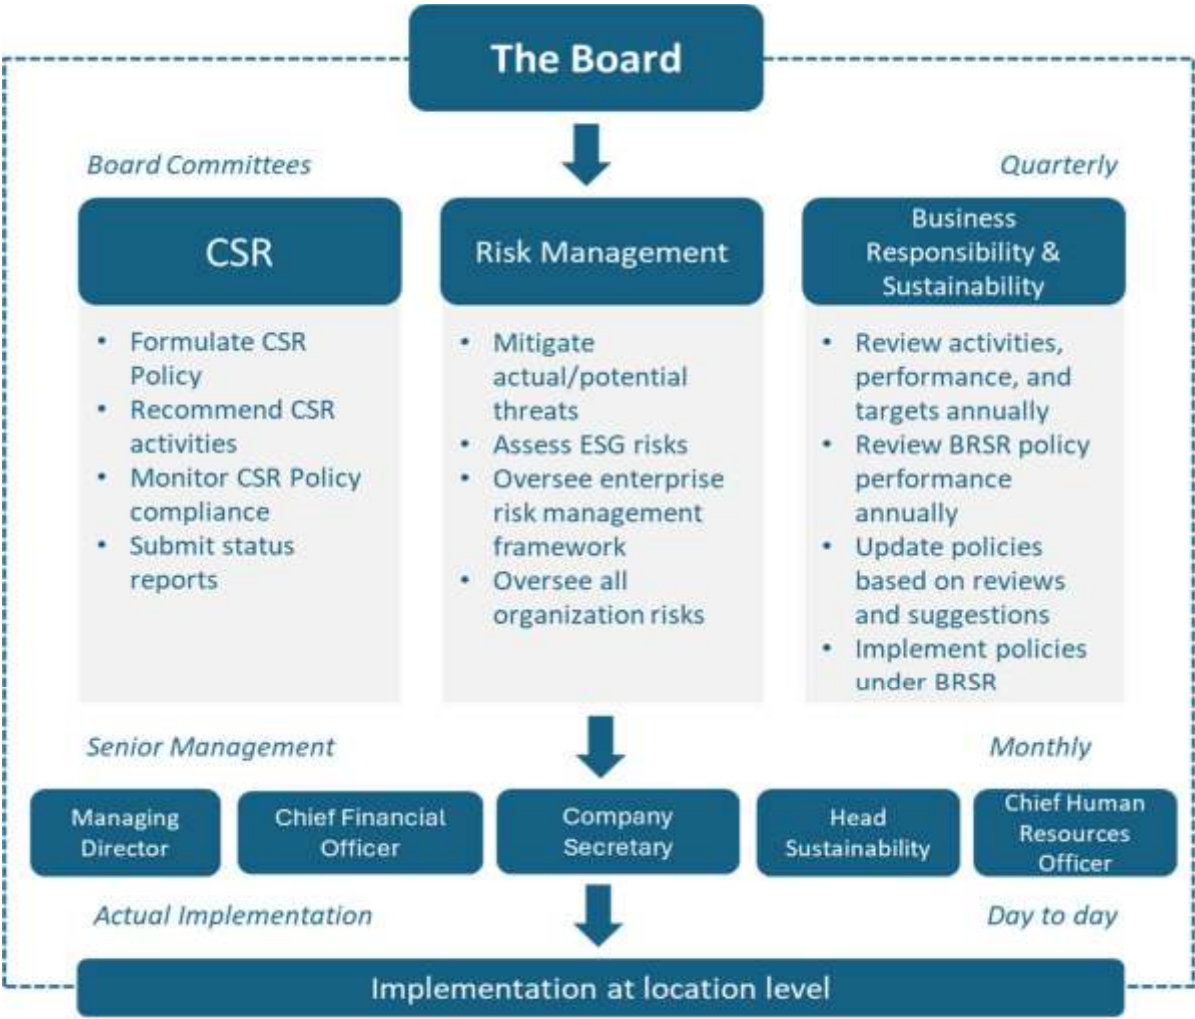 The Board
Board Committees
Quarterly
CSR
• Formulate CSR
Policy
• Recommend CSR
activities
• Monitor CSR Policy
compliance
• Submit status
reports
Risk Management
• Mitigate
actual/potential
threats
• Assess ESG risks
• Oversee enterprise
risk management
framework
• Oversee all
organization risks
Business
Responsibility &
Sustainability
• Review activities,
performance, and
targets annually
• Review BRSR policy
performance
annually
• Update policies
based on reviews
and suggestions
• Implement policies
under BRSR
Senior Management
Monthly
Managing
Director
Chief Financial
Officer
Company
Secretary
Head
Sustainability
Chief Human
Resources
Officer
Actual Implementation
Day to day
Implementation at location level